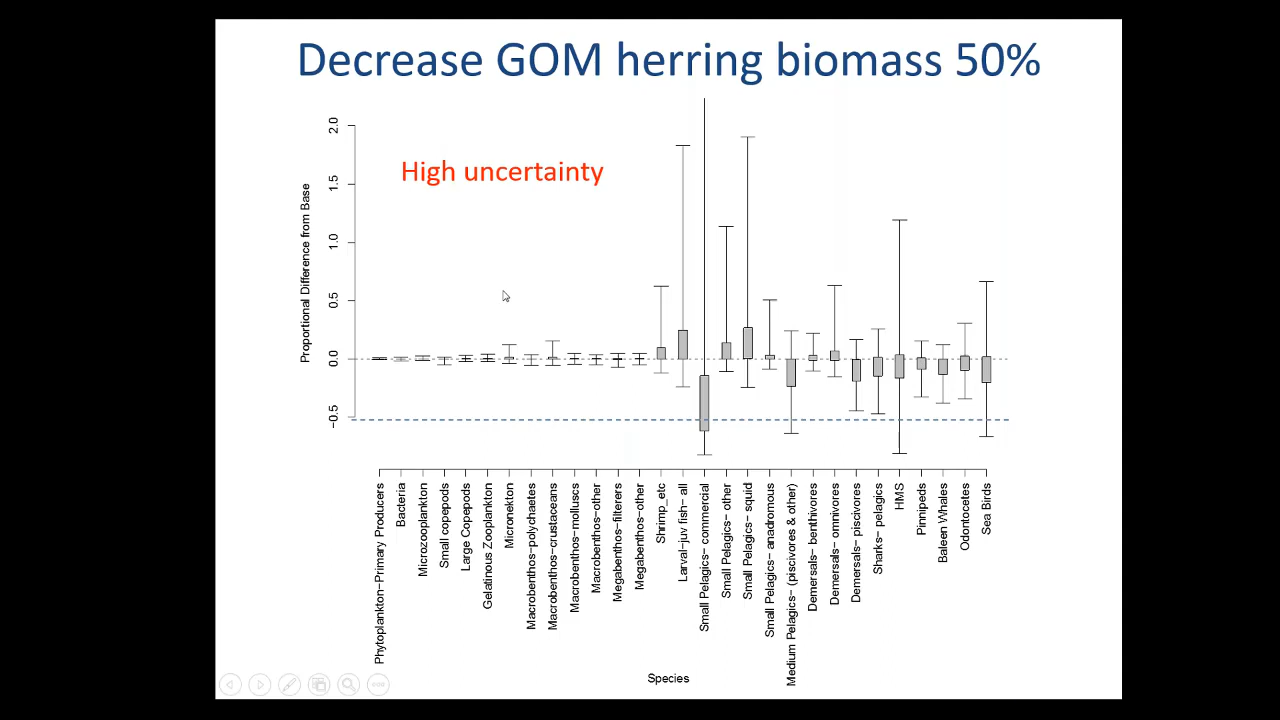 Decrease GOM herring biomass 50%
High uncertainty
Proportional Difference from Base
2.0
1.5
1.0
0.5
0.0
−0.5
Phytoplankton−Primary Producers
Bacteria
Microzooplankton
Small copepods
Large Copepods
Gelatinous Zooplankton
Micronekton
Macrobenthos−polychaetes
Macrobenthos−crustaceans
Macrobenthos−molluscs
Macrobenthos−other
Megabenthos−filterers
Megabenthos−other
Shrimp_etc
Larval−juv fish− all
Small Pelagics− commercial
Small Pelagics− other
Small Pelagics− squid
Small Pelagics− anadromous
Medium Pelagics− (piscivores & other)
Demersals− benthivores
Demersals− omnivores
Demersals− piscivores
Sharks− pelagics
HMS
Pinnipeds
Baleen Whales
Odontocetes
Sea Birds
Species